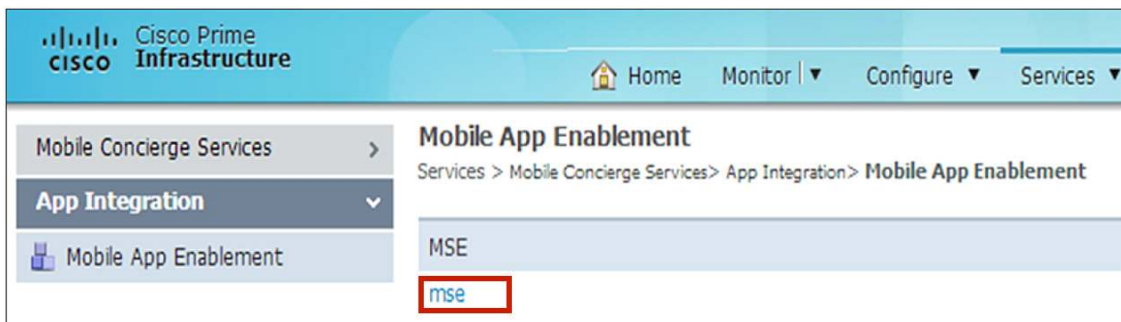 Cisco Prime
CISCO Infrastructure
Home Monitor Configure Services
Mobile Concierge Services
App Integration
Mobile App Enablement
Mobile App Enablement
Services > Mobile Concierge Services> App Integration> Mobile App Enablement
MSE
mse